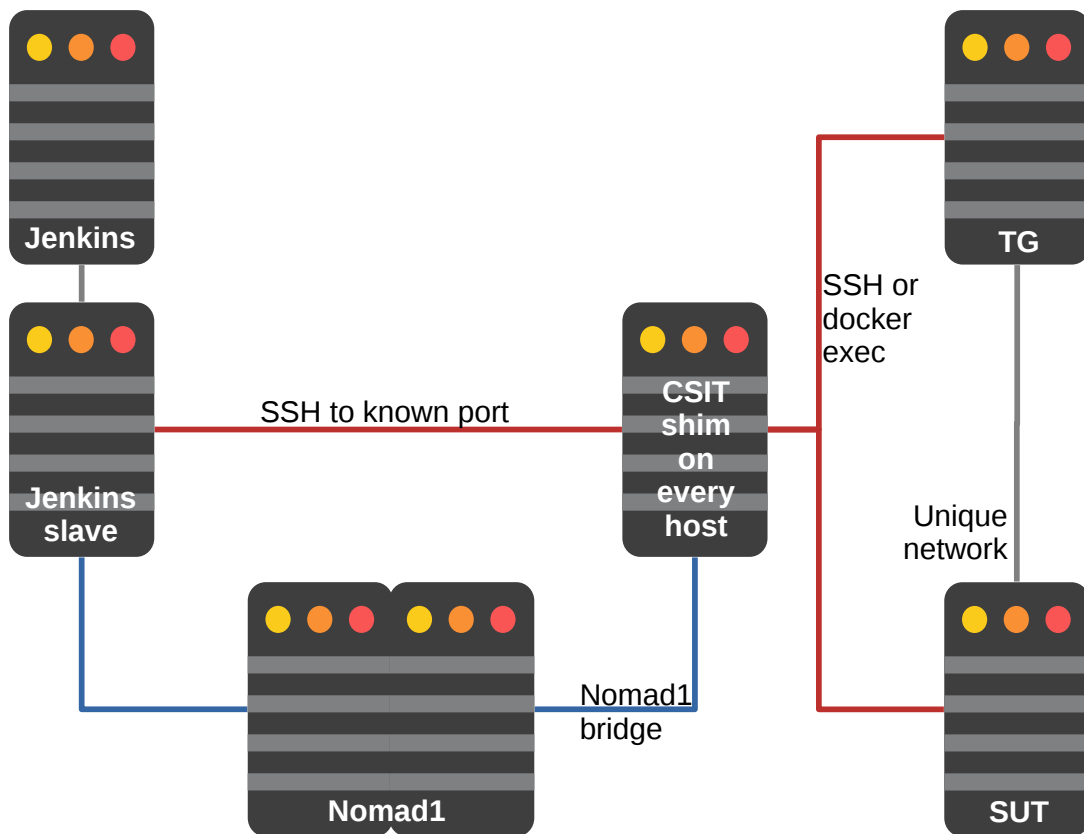 Jenkins
TG
SSH or
docker
exec
Jenkins
slave
SSH to known port
CSIT
shim
on
every
host
Unique
network
Nomad1
Nomad1
bridge
SUT